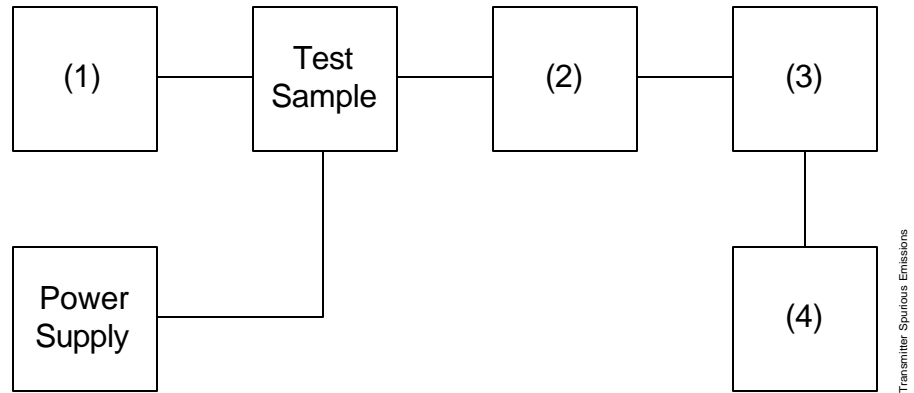 (1)
Test
Sample
(2)
(3)
Power
Supply
(4)
Transmitter Spurious Emissions